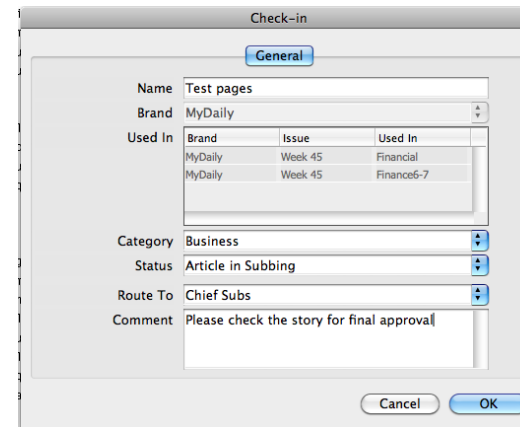 Check-in
General
Name Test pages
Brand MyDaily
Used In Brand Issue Used In
MyDaily Week 45 Financial
MyDaily Week 45 Finance6-7
Category Business
Status Article in Subbing
Route To Chief Subs
Comment Please check the story for final approval
Cancel OK